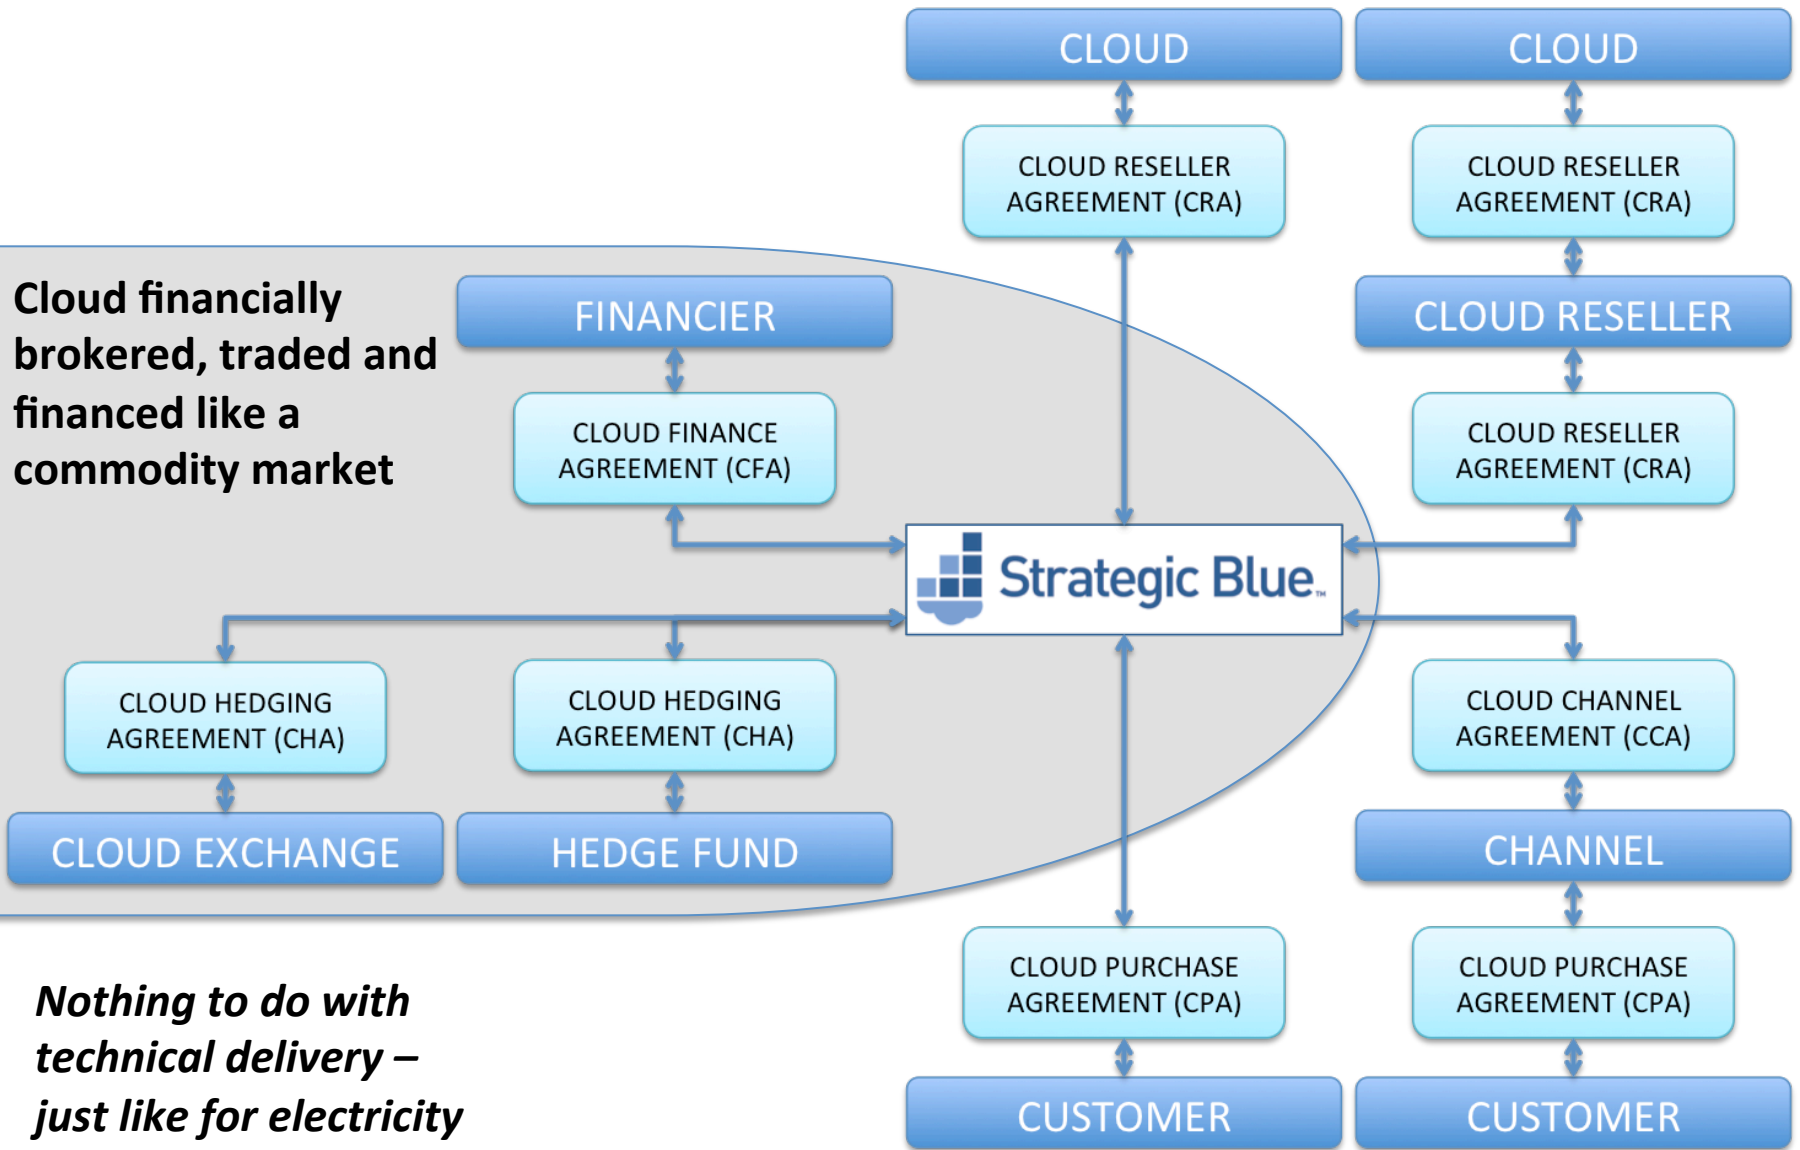 CLOUD
CLOUD
CLOUD RESELLER
AGREEMENT (CRA)
CLOUD RESELLER
AGREEMENT (CRA)
Cloud financially
brokered, traded and
financed like a
commodity market
FINANCIER
CLOUD RESELLER
CLOUD FINANCE
AGREEMENT (CFA)
CLOUD RESELLER
AGREEMENT (CRA)
Strategic Blue™
CLOUD HEDGING
AGREEMENT (CHA)
CLOUD HEDGING
AGREEMENT (CHA)
CLOUD CHANNEL
AGREEMENT (CCA)
CLOUD EXCHANGE
HEDGE FUND
CHANNEL
CLOUD PURCHASE
AGREEMENT (CPA)
CLOUD PURCHASE
AGREEMENT (CPA)
Nothing to do with
technical delivery –
just like for electricity
CUSTOMER
CUSTOMER